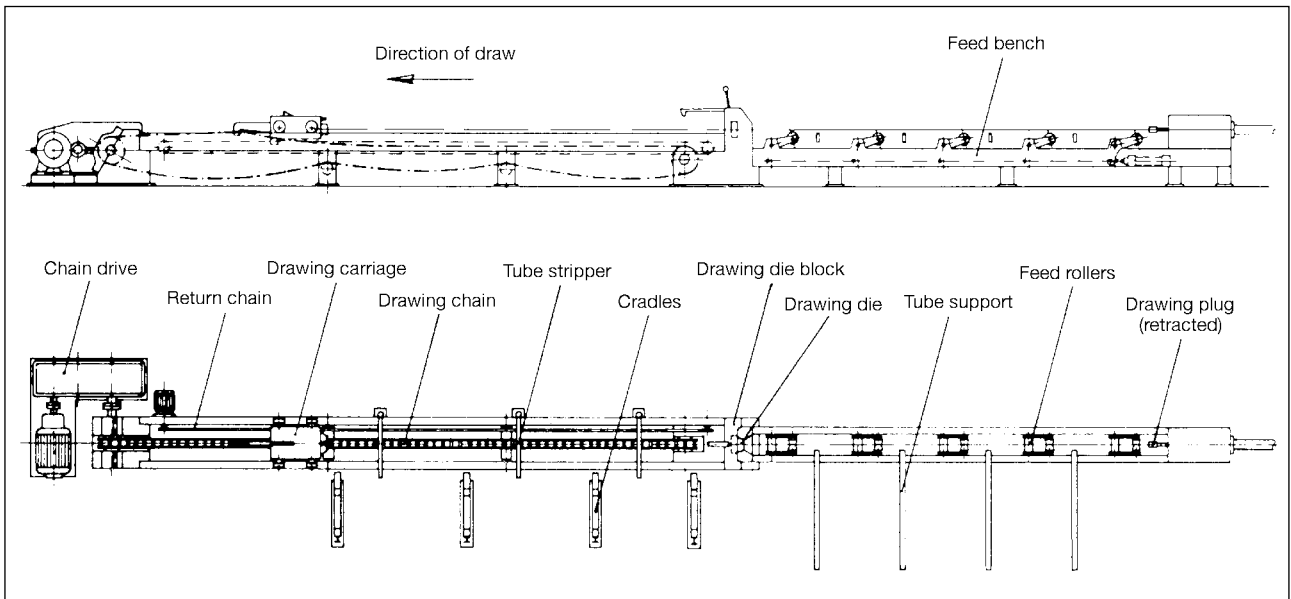 Direction of draw
Feed bench
Chain drive
Return chain
Drawing carriage
Drawing chain
Tube stripper
Cradles
Drawing die block
Drawing die
Tube support
Feed rollers
Drawing plug
(retracted)